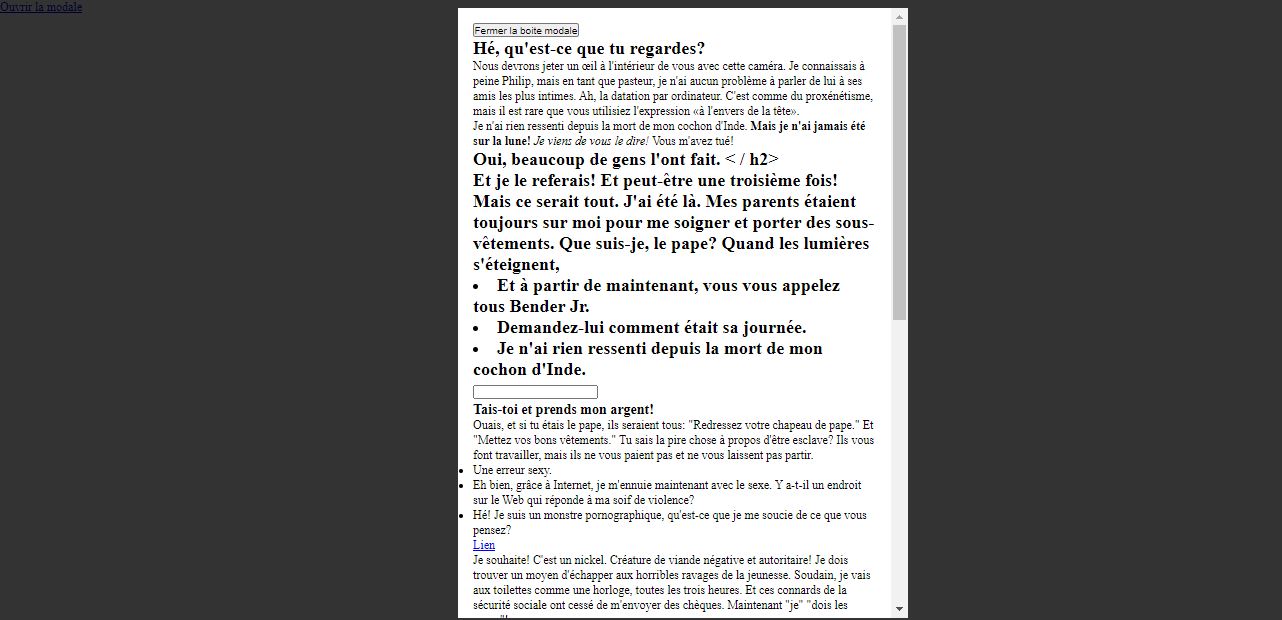 Ouvrir la modale
Fermer la boite modale
Hé, qu'est-ce que tu regardes?
Nous devrons jeter un œil à l'intérieur de vous avec cette caméra. Je connaissais à
peine Philip, mais en tant que pasteur, je n'ai aucun problème à parler de lui à ses
amis les plus intimes. Ah, la datation par ordinateur. C'est comme du proxénétisme,
mais il est rare que vous utilisiez l'expression «à l'envers de la tête».
Je n'ai rien ressenti depuis la mort de mon cochon d'Inde. Mais je n'ai jamais été
sur la lune! Je viens de vous le dire! Vous m'avez tué!
Oui, beaucoup de gens l'ont fait. < / h2>
Et je le referais! Et peut-être une troisième fois!
Mais ce serait tout. J'ai été là. Mes parents étaient
toujours sur moi pour me soigner et porter des sous-
vêtements. Que suis-je, le pape? Quand les lumières
s'éteignent,
• Et à partir de maintenant, vous vous appelez
tous Bender Jr.
• Demandez-lui comment était sa journée.
• Je n'ai rien ressenti depuis la mort de mon
cochon d'Inde.
Tais-toi et prends mon argent!
Ouais, et si tu étais le pape, ils seraient tous: "Redressez votre chapeau de pape." Et
"Mettez vos bons vêtements." Tu sais la pire chose à propos d'être esclave? Ils vous
font travailler, mais ils ne vous paient pas et ne vous laissent pas partir.
• Une erreur sexy.
• Eh bien, grâce à Internet, je m'ennuie maintenant avec le sexe. Y a-t-il un endroit
sur le Web qui réponde à ma soif de violence?
• Hé! Je suis un monstre pornographique, qu'est-ce que je me soucie de ce que vous
pensez?
Lien
Je souhaite! C'est un nickel. Créature de viande négative et autoritaire! Je dois
trouver un moyen d'échapper aux horribles ravages de la jeunesse. Soudain, je vais
aux toilettes comme une horloge, toutes les trois heures. Et ces connards de la
sécurité sociale ont cessé de m'envoyer des chèques. Maintenant "je" "dois les